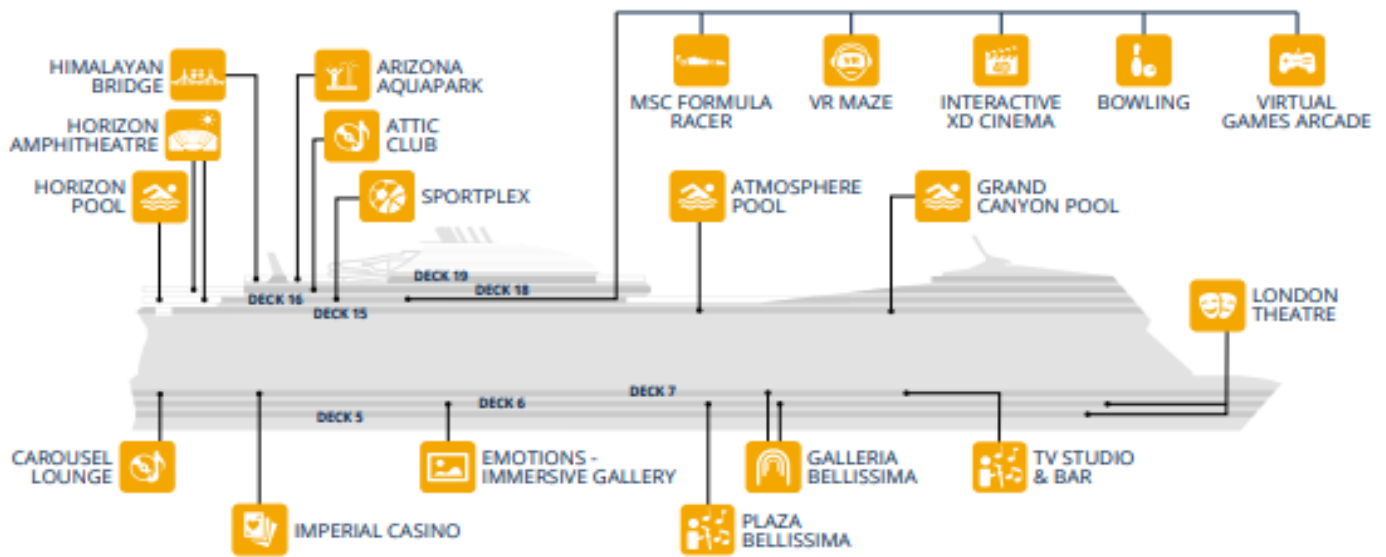 HIMALAYAN
BRIDGE
ARIZONA
AQUAPARK
MSC FORMULA
RACER
VR
VR MAZE
INTERACTIVE
XD CINEMA
BOWLING
VIRTUAL
GAMES ARCADE
HORIZON
AMPHITHEATRE
ATTIC
CLUB
HORIZON
POOL
SPORTPLEX
ATMOSPHERE
POOL
GRAND
CANYON POOL
DECK 19
DECK 18
DECK 16
DECK 15
LONDON
THEATRE
DECK 7
DECK 6
DECK 5
CAROUSEL
LOUNGE
EMOTIONS -
IMMERSIVE GALLERY
GALLERIA
BELLISSIMA
TV STUDIO
& BAR
IMPERIAL CASINO
PLAZA
BELLISSIMA